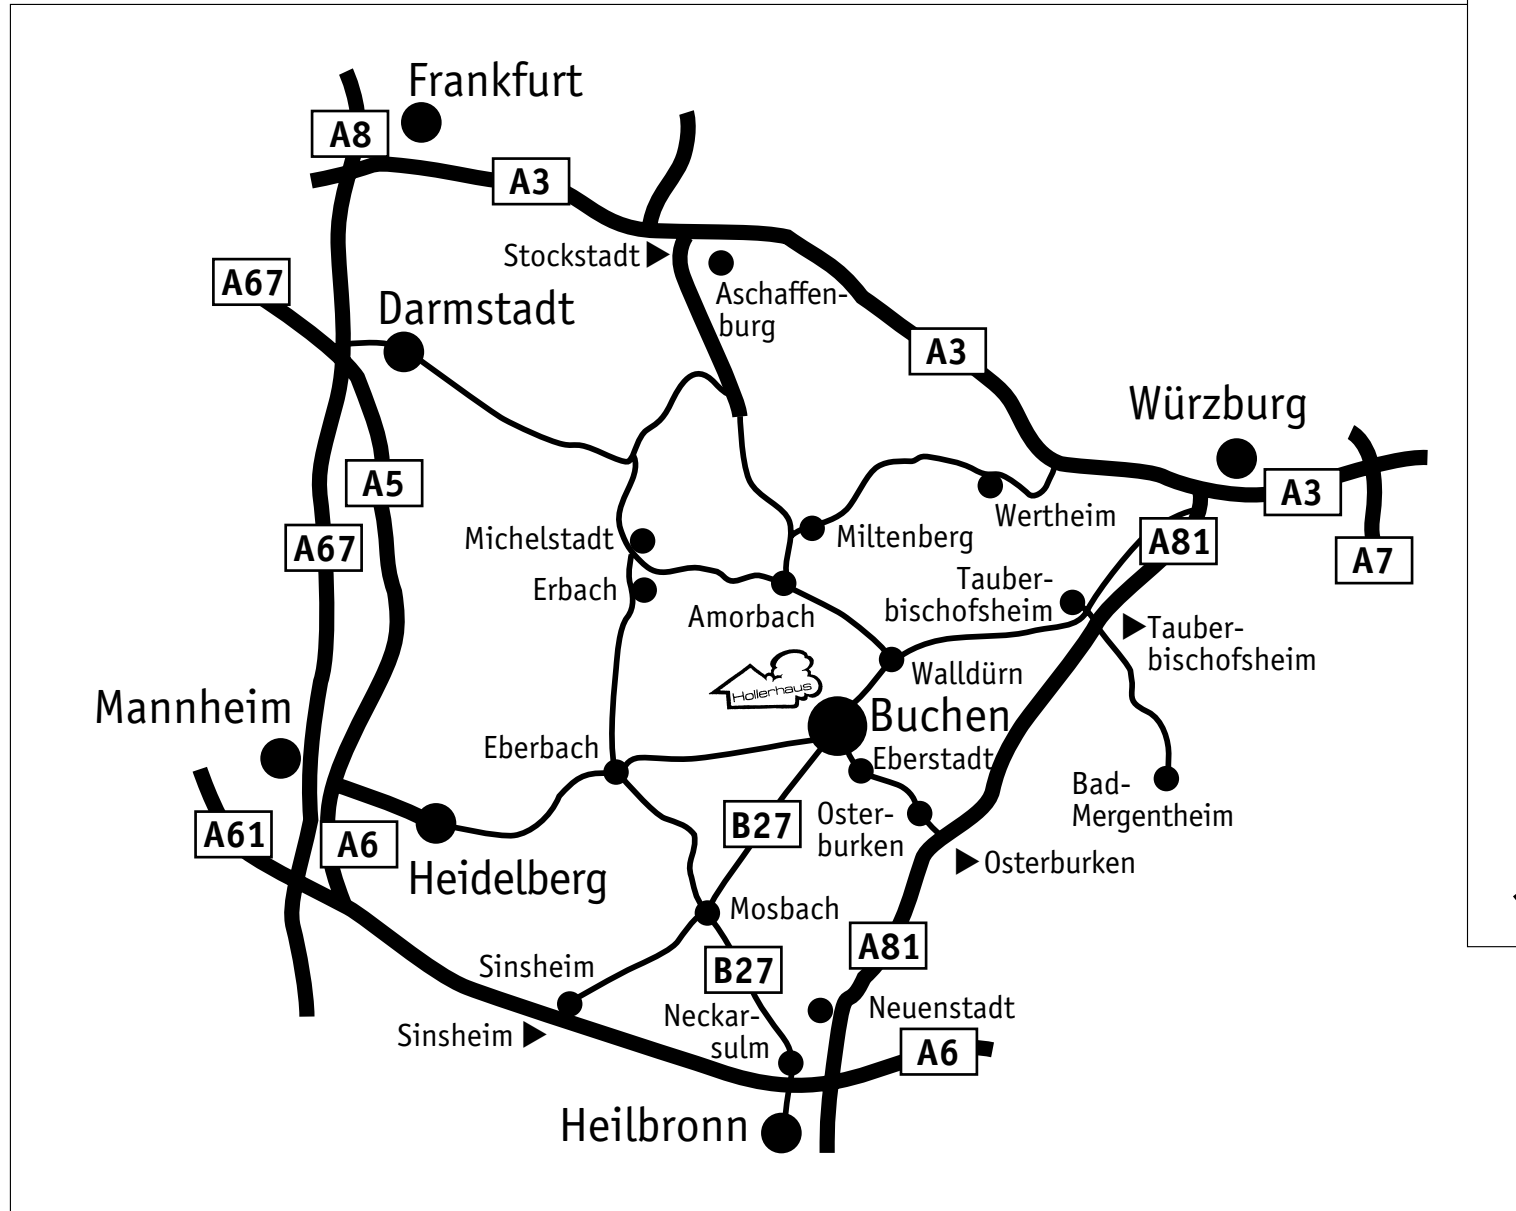 Frankfurt
A8
A3
Stockstadt
A67
Aschaffen-
burg
Darmstadt
A3
Würzburg
A5
A3
Wertheim
A67
Michelstadt
Miltenberg
A81
A7
Tauber-
bischofsheim
Erbach
Amorbach
Tauber-
bischofsheim
Walldürn
Hollerhaus
Mannheim
Buchen
Eberbach
Eberstadt
Bad-
Mergentheim
A61
A6
B27
Oster-
burken
Osterburken
Heidelberg
Mosbach
A81
Sinsheim
B27
Neuenstadt
Sinsheim
Neckar-
sulm
A6
Heilbronn